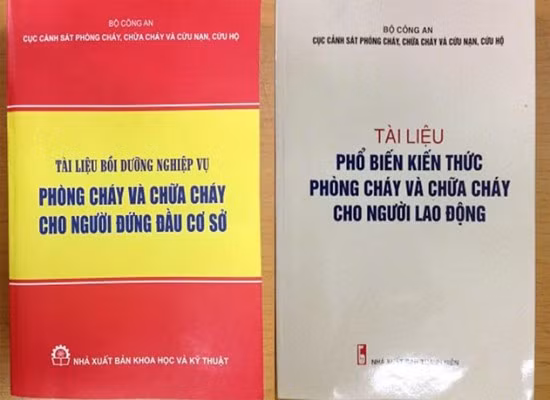 BỘ CÔNG AN
CỤC CẢNH SÁT PHÒNG CHÁY, CHỮA CHÁY VÀ CỨU NẠN, CỨU HỘ
TÀI LIỆU BỒI DƯỠNG NGHIỆP VỤ
PHÒNG CHÁY VÀ CHỮA CHÁY
CHO NGƯỜI ĐỨNG ĐẦU CƠ SỞ
NHÀ XUẤT BẢN KHOA HỌC VÀ KỸ THUẬT
BỘ CÔNG AN
CỤC CẢNH SÁT PHÒNG CHÁY, CHỮA CHÁY VÀ CỨU NẠN, CỨU HỘ
TÀI LIỆU
PHỔ BIẾN KIẾN THỨC
PHÒNG CHÁY VÀ CHỮA CHÁY
CHO NGƯỜI LAO ĐỘNG
NHÀ XUẤT BẢN THANH NIÊN